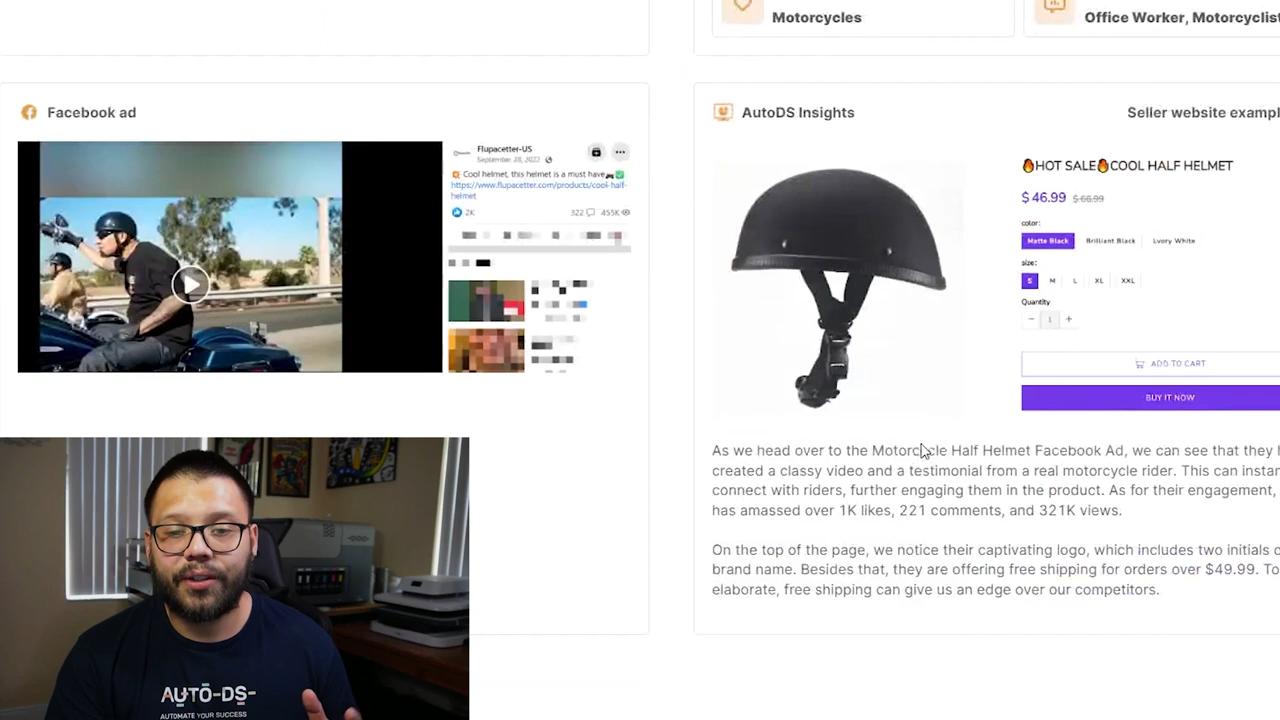 Motorcycles
Office Worker, Motorcyclist
Facebook ad
Flupacetter-US
September 28, 2022
Cool helmet, this helmet is a must have
https://www.flupacetter.com/products/cool-half-
helmet
2K
322
455K
AutoDS Insights
Seller website exampl
HOT SALE COOL HALF HELMET
$46.99 $66.99
color:
Matte Black Brilliant Black Lvory White
size:
S M L XL XXL
Quantity
− 1 +
ADD TO CART
BUY IT NOW
As we head over to the Motorcycle Half Helmet Facebook Ad, we can see that they h
created a classy video and a testimonial from a real motorcycle rider. This can instan
connect with riders, further engaging them in the product. As for their engagement,
has amassed over 1K likes, 221 comments, and 321K views.
On the top of the page, we notice their captivating logo, which includes two initials o
brand name. Besides that, they are offering free shipping for orders over $49.99. To
elaborate, free shipping can give us an edge over our competitors.
AUTO-DS-
AUTOMATE YOUR SUCCESS